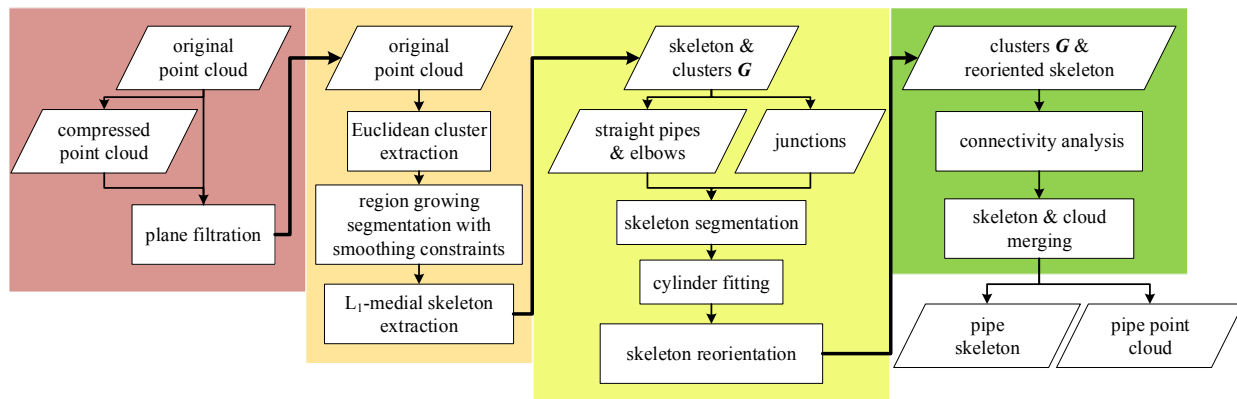 original
point cloud
compressed
point cloud
plane filtration
original
point cloud
Euclidean cluster
extraction
region growing
segmentation with
smoothing constraints
L₁-medial skeleton
extraction
skeleton &
clusters G
straight pipes
& elbows
junctions
skeleton segmentation
cylinder fitting
skeleton reorientation
clusters G &
reoriented skeleton
connectivity analysis
skeleton & cloud
merging
pipe
skeleton
pipe point
cloud